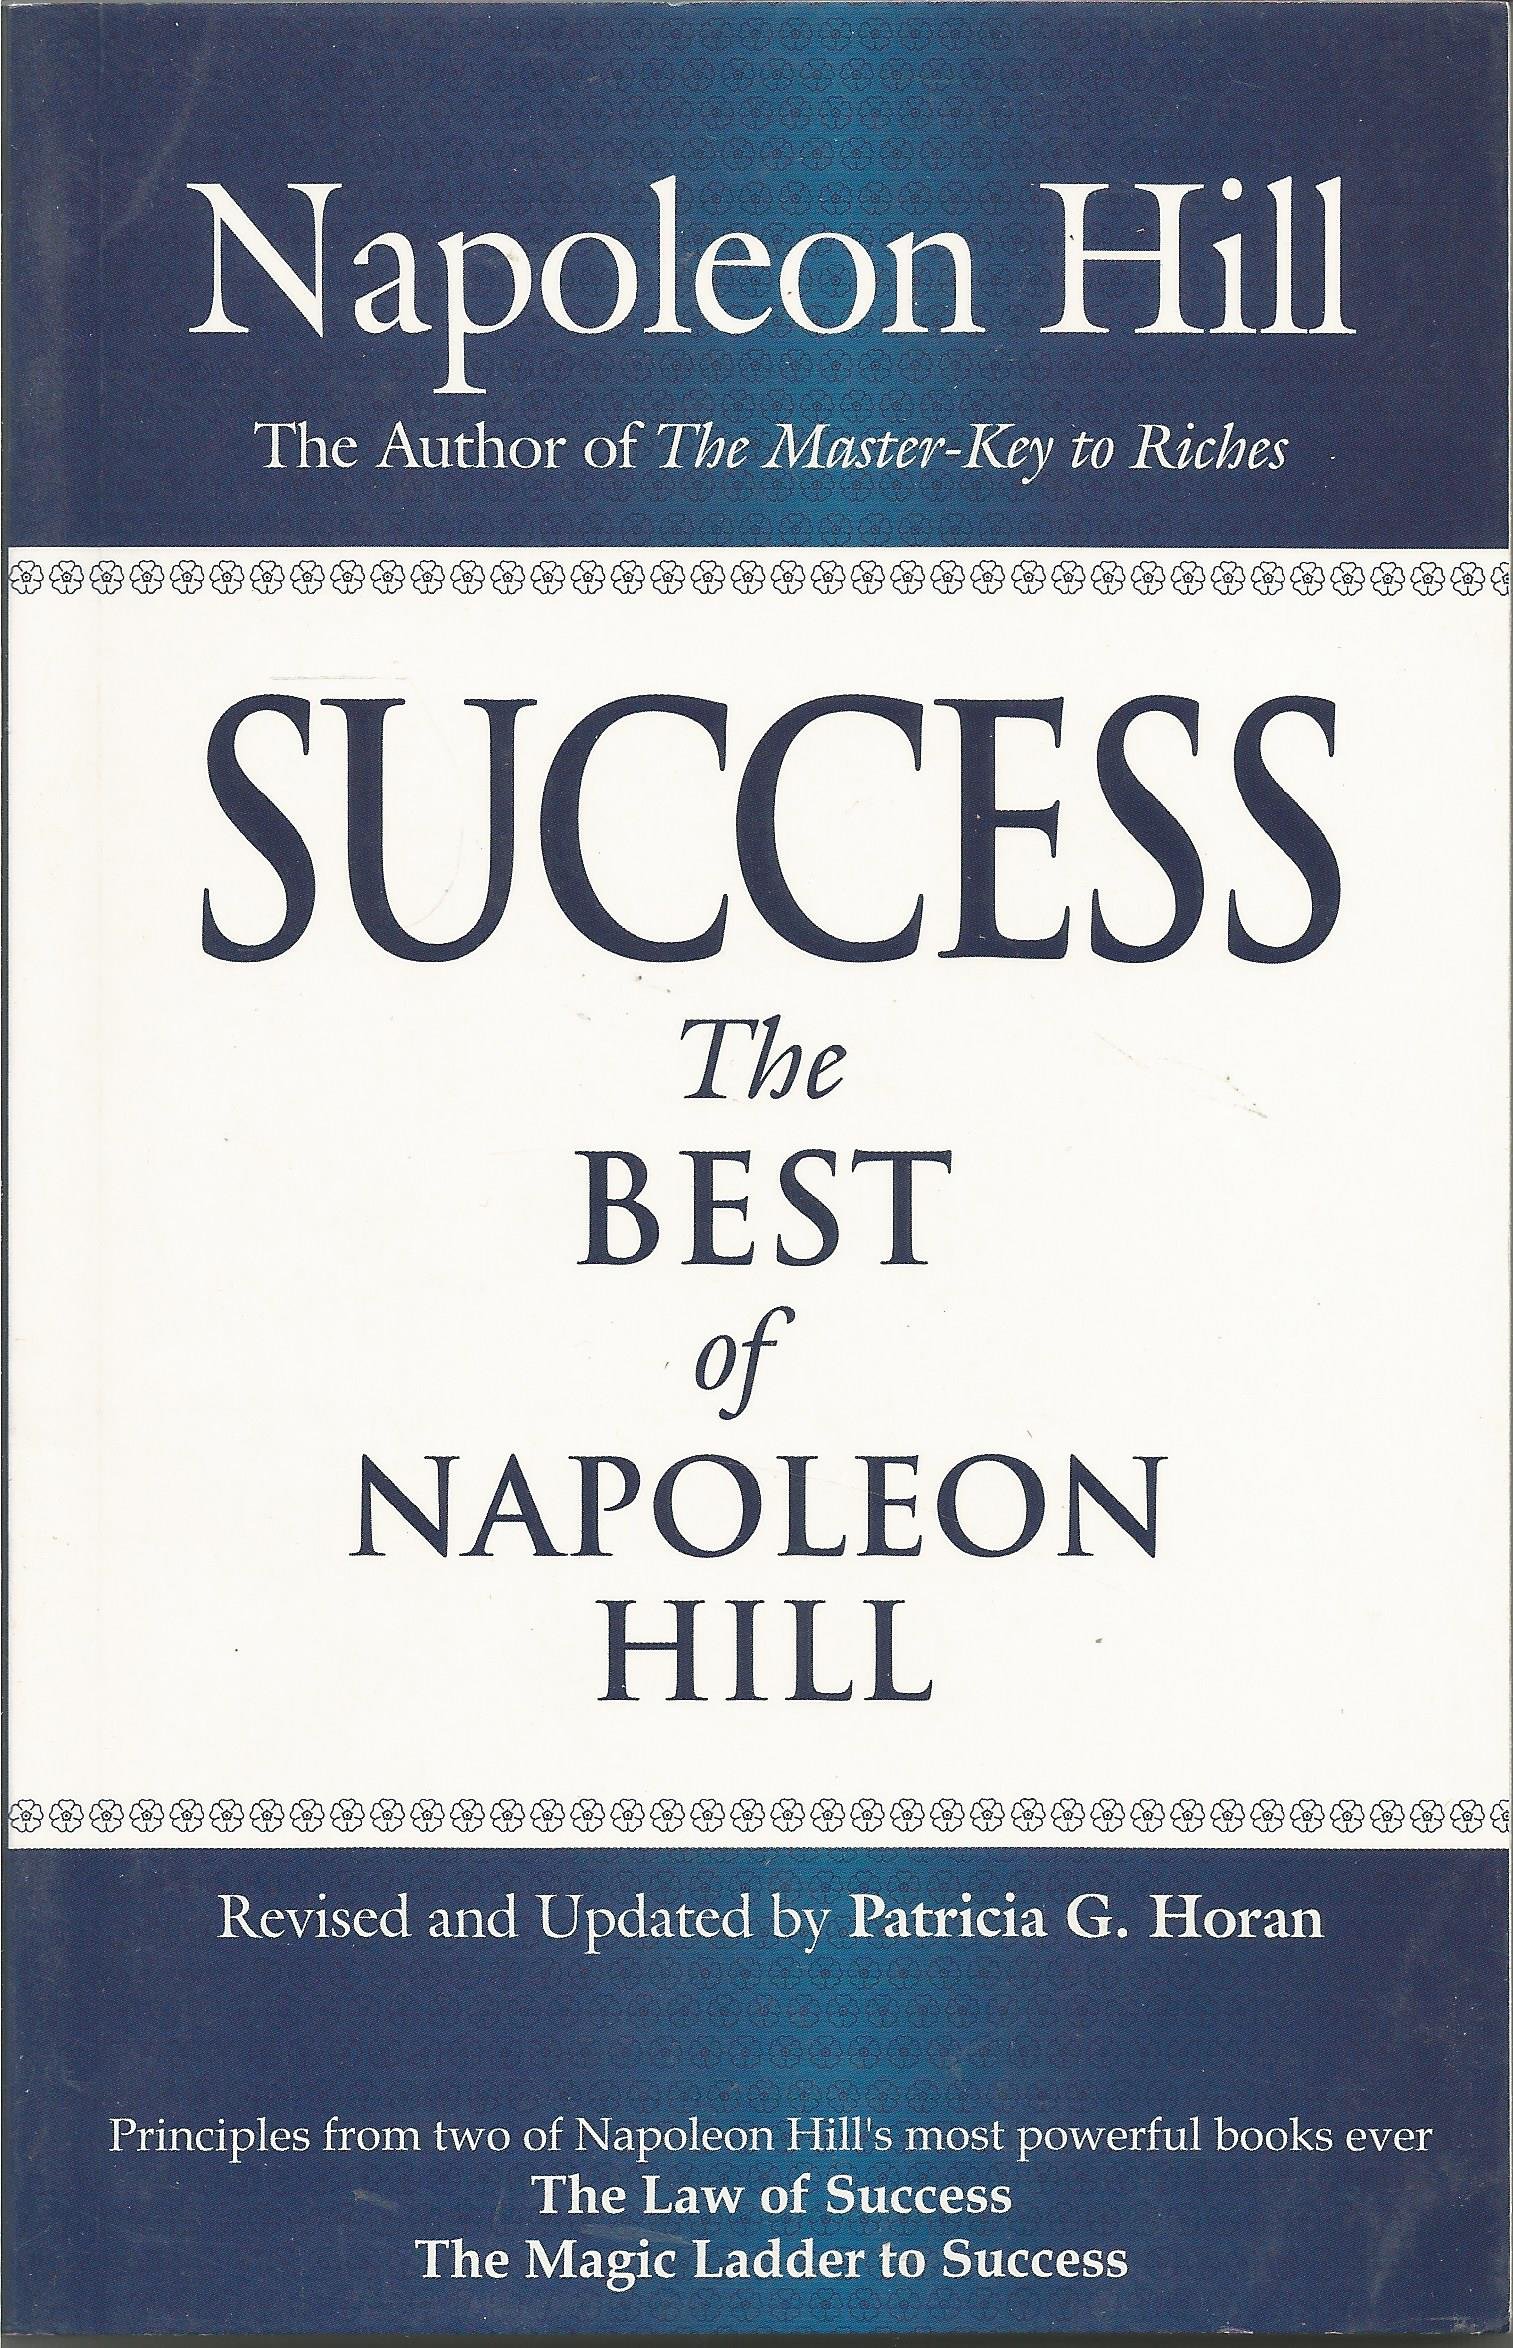 Napoleon Hill
The Author of The Master-Key to Riches
SUCCESS
The
BEST
of
NAPOLEON
HILL
Revised and Updated by Patricia G. Horan
Principles from two of Napoleon Hill's most powerful books ever
The Law of Success
The Magic Ladder to Success